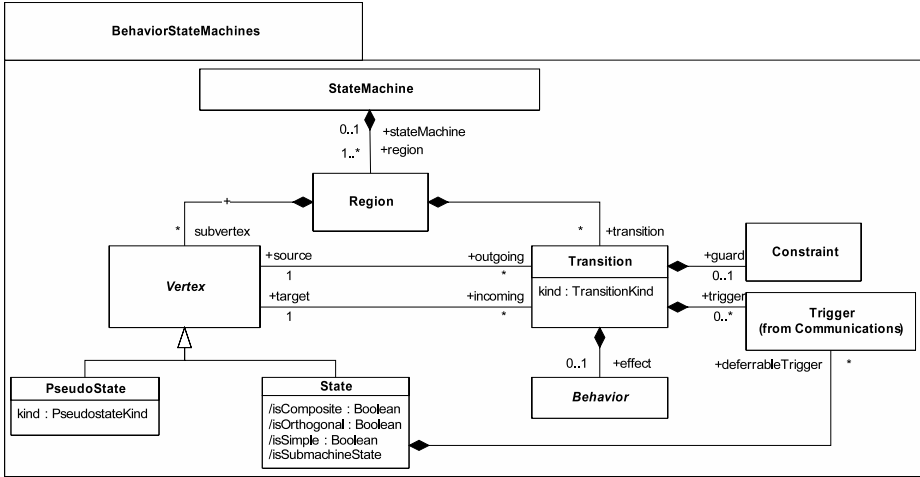 BehaviorStateMachines
StateMachine
0..1
+stateMachine
1..*
+region
Region
+
* subvertex
* +transition
Vertex
+source
1
+outgoing
*
+target
1
+incoming
*
Transition
kind : TransitionKind
+guard
0..1
Constraint
+trigger
0..*
Trigger
(from Communications)
+deferrableTrigger *
0..1 +effect
Behavior
PseudoState
kind : PseudostateKind
State
/isComposite : Boolean
/isOrthogonal : Boolean
/isSimple : Boolean
/isSubmachineState